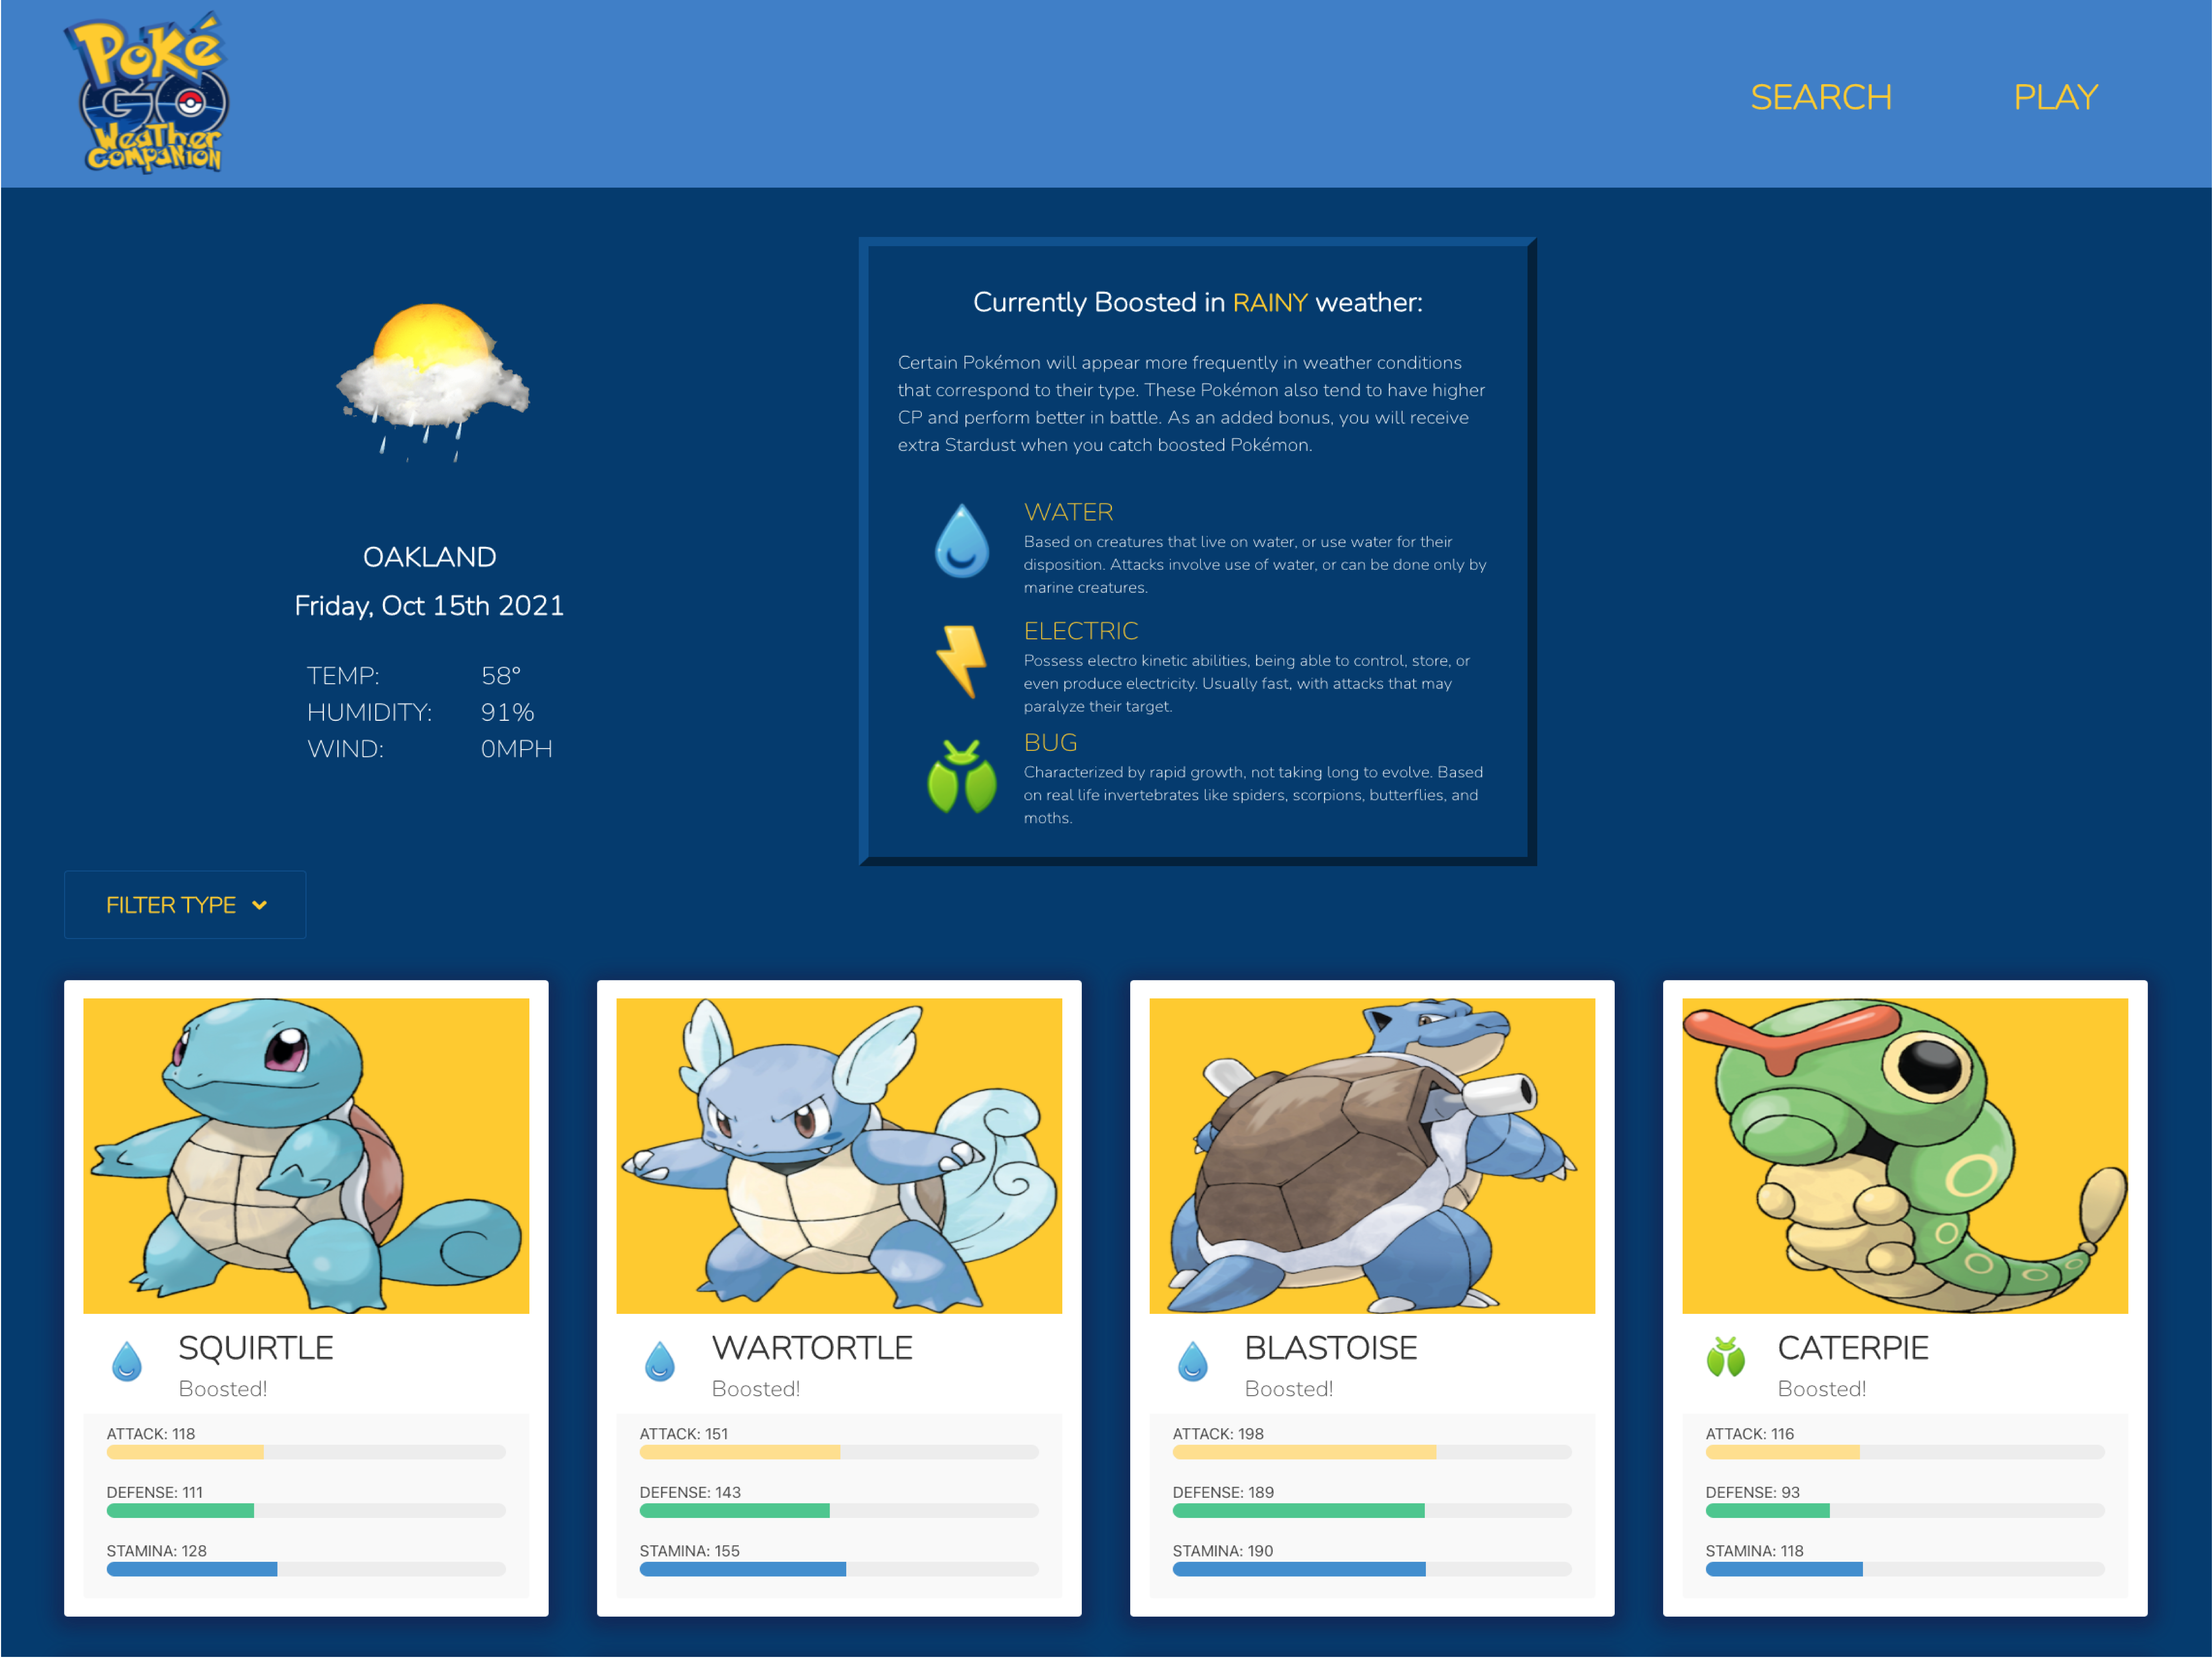 Poké
GO
Weather
Companion
SEARCH PLAY
Currently Boosted in RAINY weather:
Certain Pokémon will appear more frequently in weather conditions
that correspond to their type. These Pokémon also tend to have higher
CP and perform better in battle. As an added bonus, you will receive
extra Stardust when you catch boosted Pokémon.
WATER
Based on creatures that live on water, or use water for their
disposition. Attacks involve use of water, or can be done only by
marine creatures.
ELECTRIC
Possess electro kinetic abilities, being able to control, store, or
even produce electricity. Usually fast, with attacks that may
paralyze their target.
BUG
Characterized by rapid growth, not taking long to evolve. Based
on real life invertebrates like spiders, scorpions, butterflies, and
moths.
OAKLAND
Friday, Oct 15th 2021
TEMP: 58°
HUMIDITY: 91%
WIND: 0MPH
FILTER TYPE
SQUIRTLE
Boosted!
ATTACK: 118
DEFENSE: 111
STAMINA: 128
WARTORTLE
Boosted!
ATTACK: 151
DEFENSE: 143
STAMINA: 155
BLASTOISE
Boosted!
ATTACK: 198
DEFENSE: 189
STAMINA: 190
CATERPIE
Boosted!
ATTACK: 116
DEFENSE: 93
STAMINA: 118